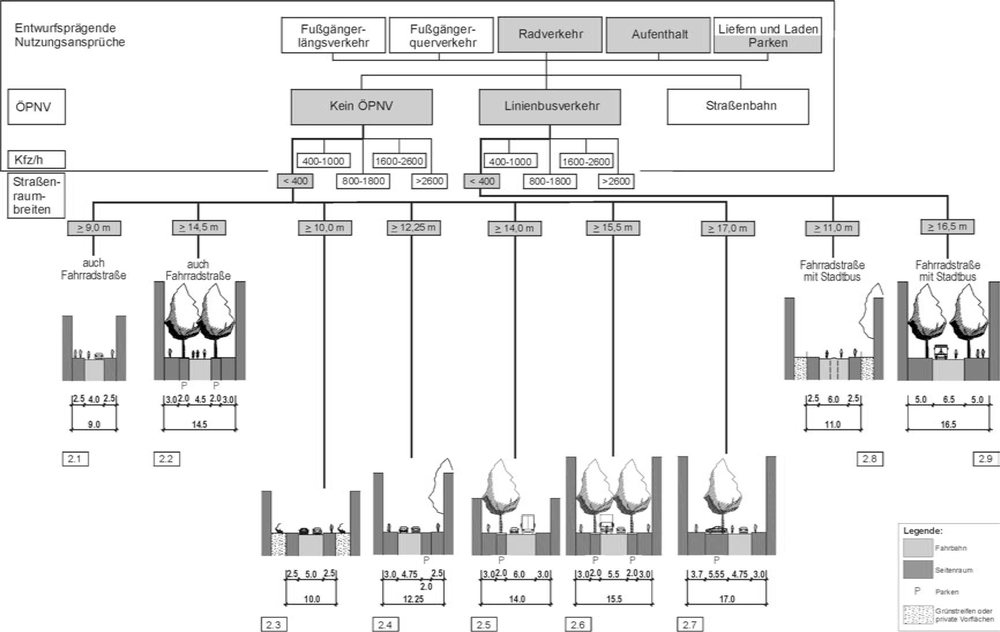 Entwurfsprägende
Nutzungsansprüche
Fußgänger-
längsverkehr
Fußgänger-
querverkehr
Radverkehr
Aufenthalt
Liefern und Laden
Parken
ÖPNV
Kein ÖPNV
Linienbusverkehr
Straßenbahn
Kfz/h
400-1000
1600-2600
400-1000
1600-2600
< 400
800-1800
>2600
< 400
800-1800
>2600
Straßen-
raum-
breiten
≥ 9,0 m
≥ 14,5 m
≥ 10,0 m
≥ 12,25 m
≥ 14,0 m
≥ 15,5 m
≥ 17,0 m
≥ 11,0 m
≥ 16,5 m
auch
Fahrradstraße
auch
Fahrradstraße
Fahrradstraße
mit Stadtbus
Fahrradstraße
mit Stadtbus
P P
2.5 4.0 2.5
9.0
3.0 2.0 4.5 2.0 3.0
14.5
2.5 6.0 2.5
11.0
5.0 6.5 5.0
16.5
2.1
2.2
2.8
2.9
P
P
P P
P
2.5 5.0 2.5
10.0
3.0 4.75 2.5
2.0
12.25
3.0 2.0 6.0 3.0
14.0
3.0 2.0 5.5 2.0 3.0
15.5
3.7 5.55 4.75 3.0
17.0
2.3
2.4
2.5
2.6
2.7
Legende:
Fahrbahn
Seitenraum
P Parken
Grünstreifen oder
private Vorflächen